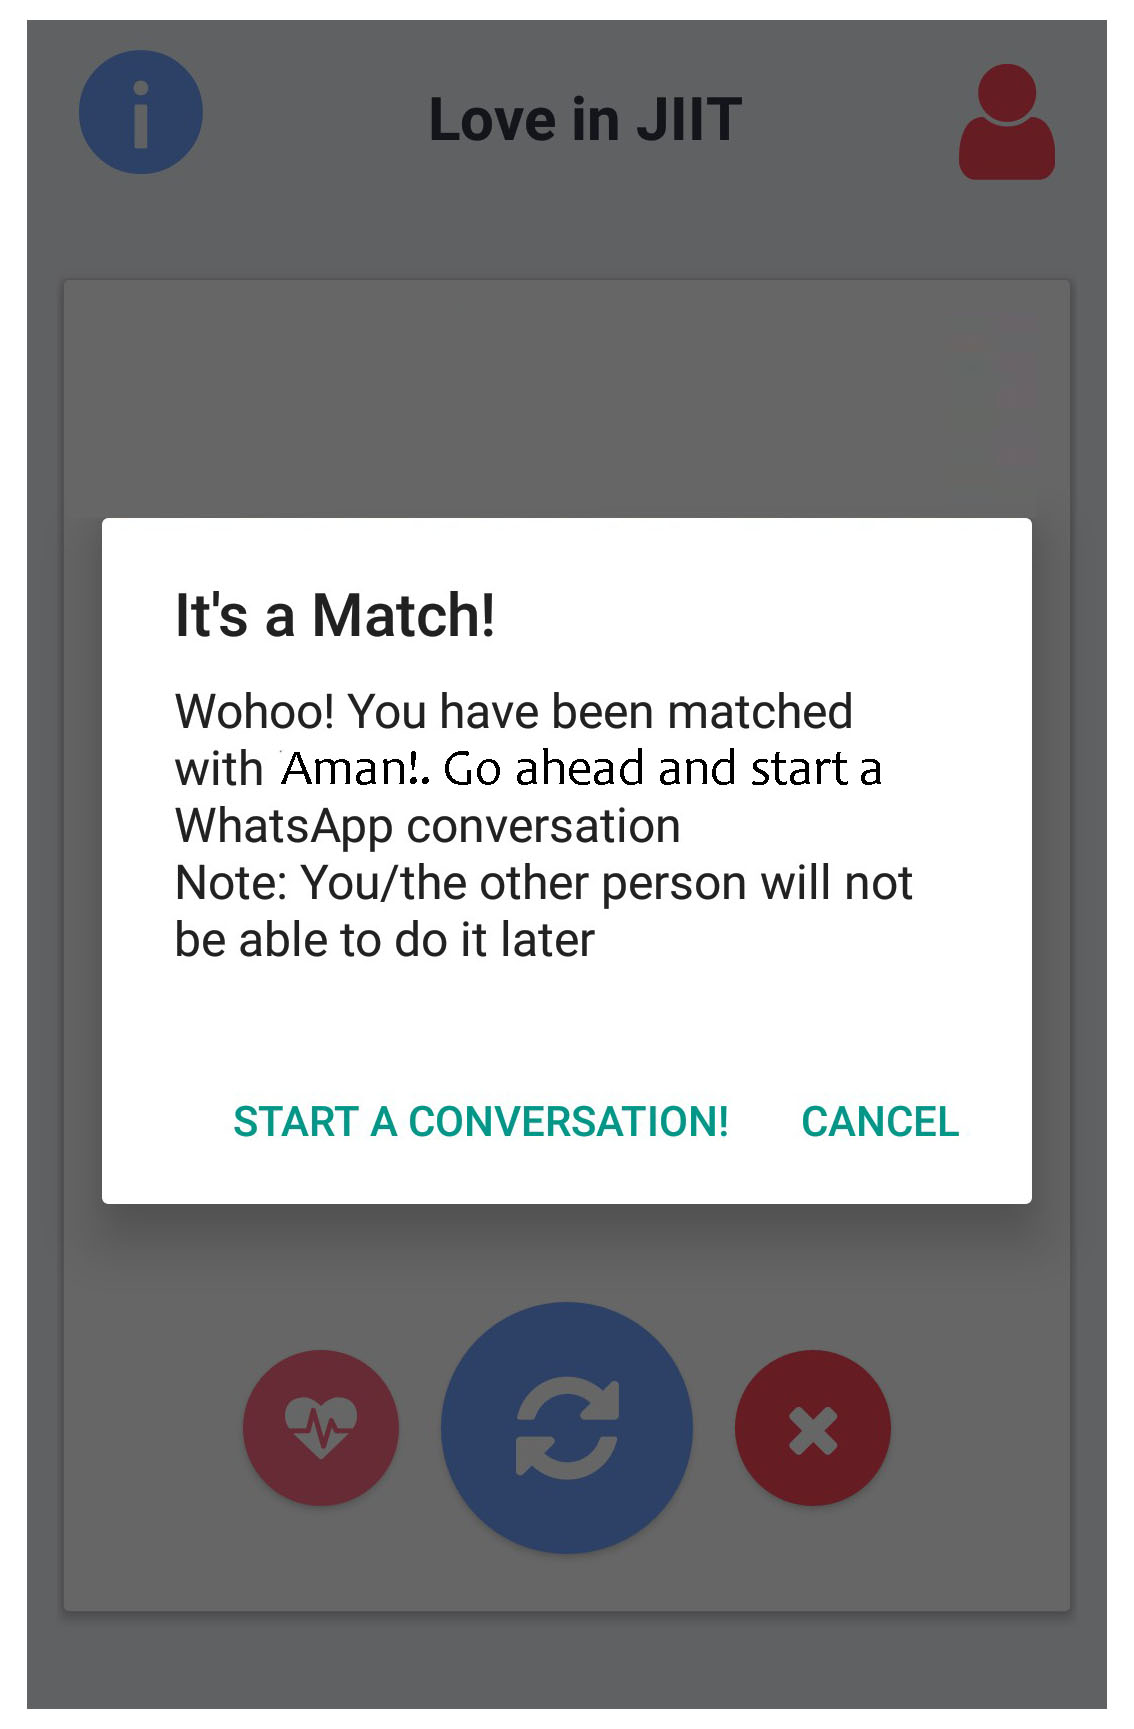 Love in JIIT
It's a Match!
Wohoo! You have been matched
with Aman!. Go ahead and start a
WhatsApp conversation
Note: You/the other person will not
be able to do it later
START A CONVERSATION! CANCEL